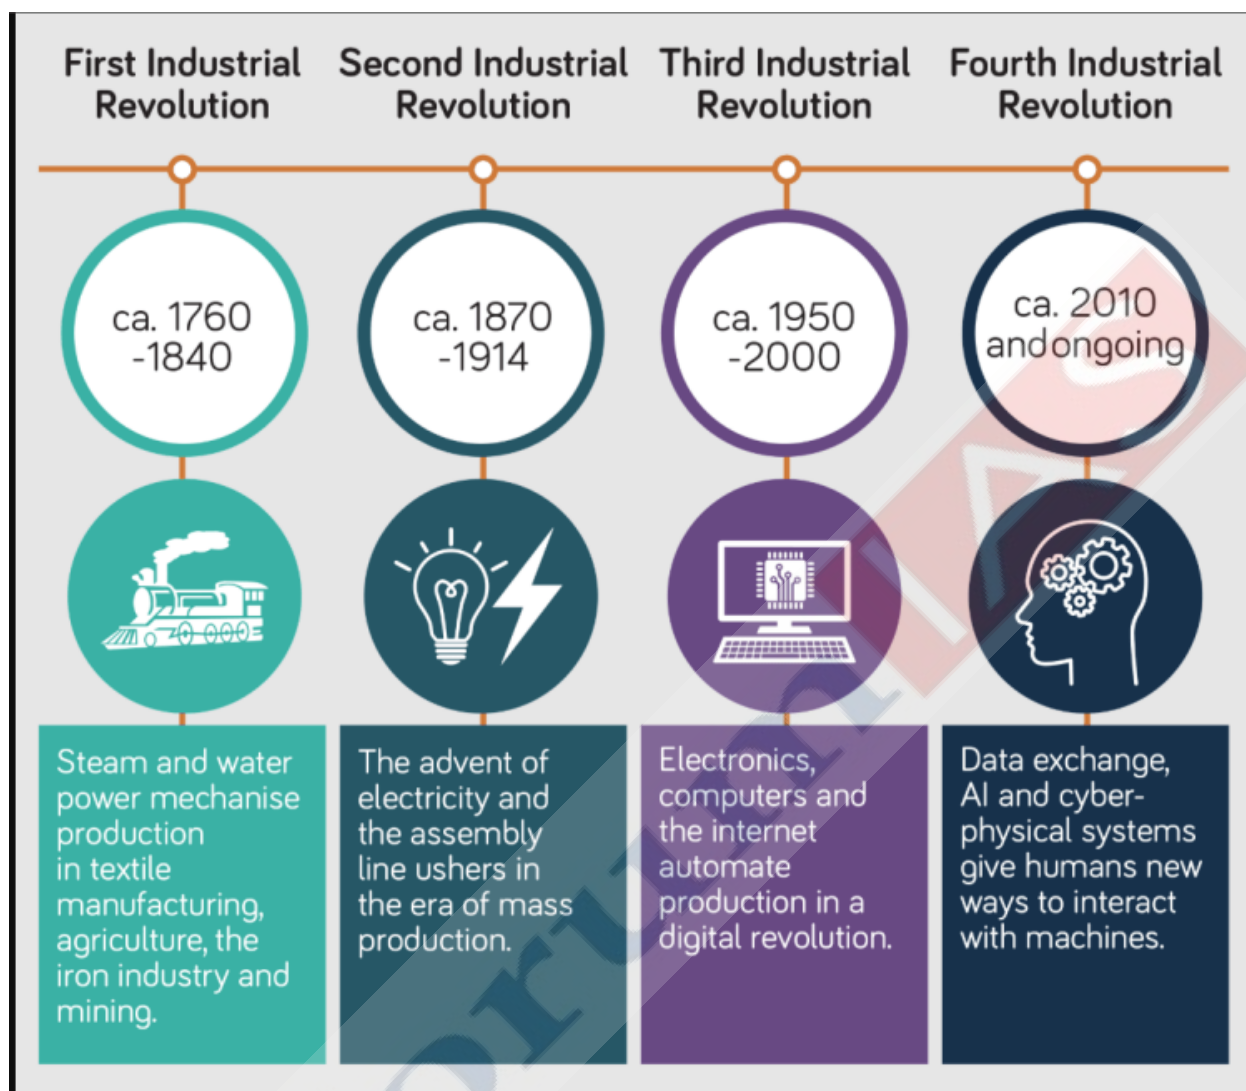 First Industrial
Revolution
Second Industrial
Revolution
Third Industrial
Revolution
Fourth Industrial
Revolution
ca. 1760
-1840
ca. 1870
-1914
ca. 1950
-2000
ca. 2010
and ongoing
Steam and water
power mechanise
production
in textile
manufacturing,
agriculture, the
iron industry and
mining.
The advent of
electricity and
the assembly
line ushers in
the era of mass
production.
Electronics,
computers and
the internet
automate
production in a
digital revolution.
Data exchange,
AI and cyber-
physical systems
give humans new
ways to interact
with machines.
orumIAS